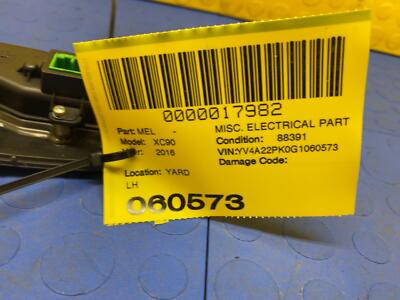 0000017982
Part: MEL - MISC. ELECTRICAL PART
Model: XC90 Condition: 88391
2016 VIN:YV4A22PK0G1060573
Damage Code:
Location: YARD
LH
060573